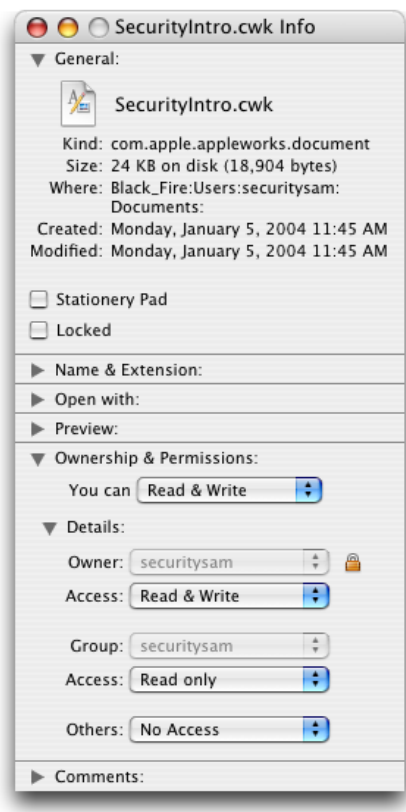 SecurityIntro.cwk Info
General:
SecurityIntro.cwk
Kind: com.apple.appleworks.document
Size: 24 KB on disk (18,904 bytes)
Where: Black_Fire:Users:securitysam:
Documents:
Created: Monday, January 5, 2004 11:45 AM
Modified: Monday, January 5, 2004 11:45 AM
Stationery Pad
Locked
Name & Extension:
Open with:
Preview:
Ownership & Permissions:
You can Read & Write
Details:
Owner: securitysam
Access: Read & Write
Group: securitysam
Access: Read only
Others: No Access
Comments: